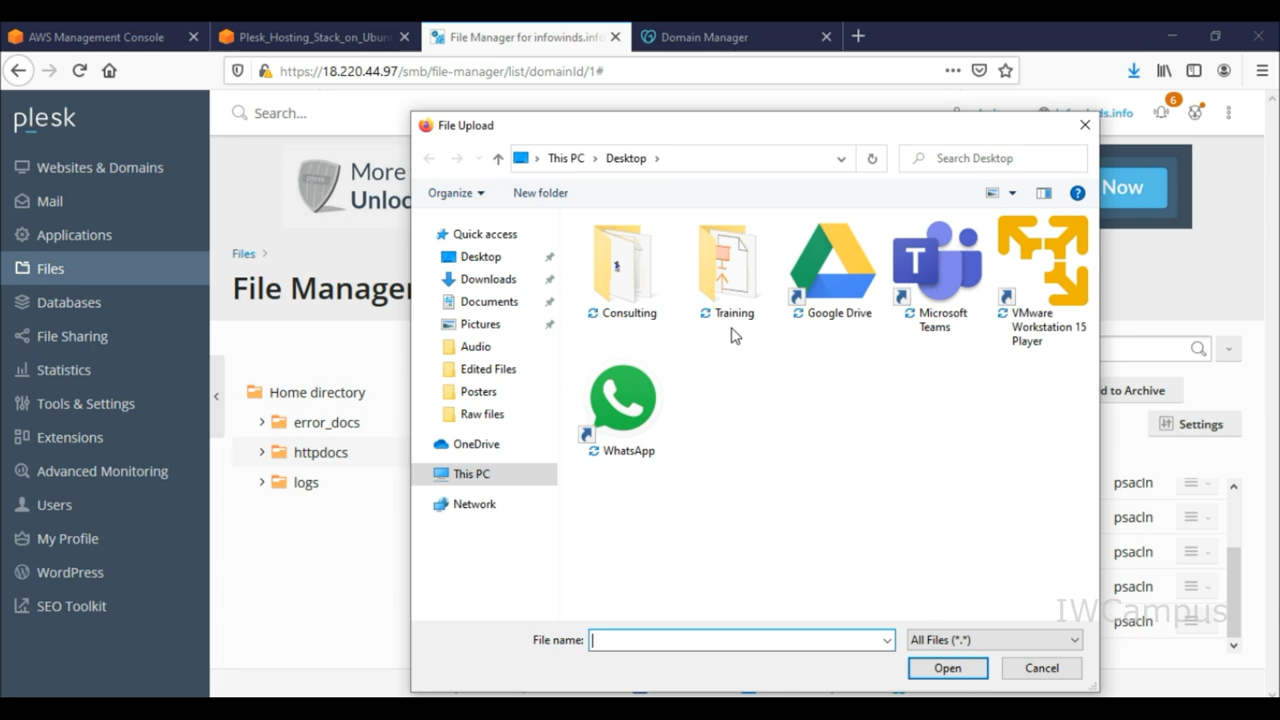 AWS Management Console
Plesk_Hosting_Stack_on_Ubun
File Manager for infowinds.info
Domain Manager
https://18.220.44.97/smb/file-manager/list/domainId/1#
plesk
Search...
s.info
6
Websites & Domains
Mail
Applications
Files
Databases
File Sharing
Statistics
Tools & Settings
Extensions
Advanced Monitoring
Users
My Profile
WordPress
SEO Toolkit
plesk
More
Unloc
Now
Files
File Manager
Home directory
error_docs
httpdocs
logs
File Upload
This PC
Desktop
Search Desktop
Organize
New folder
Quick access
Desktop
Downloads
Documents
Pictures
Audio
Edited Files
Posters
Raw files
OneDrive
This PC
Network
Consulting
Training
Google Drive
Microsoft
Teams
VMware
Workstation 15
Player
WhatsApp
File name:
All Files (*.*)
Open
Cancel
d to Archive
Settings
psacln
psacln
psacln
psacln
psacln
IWCampus